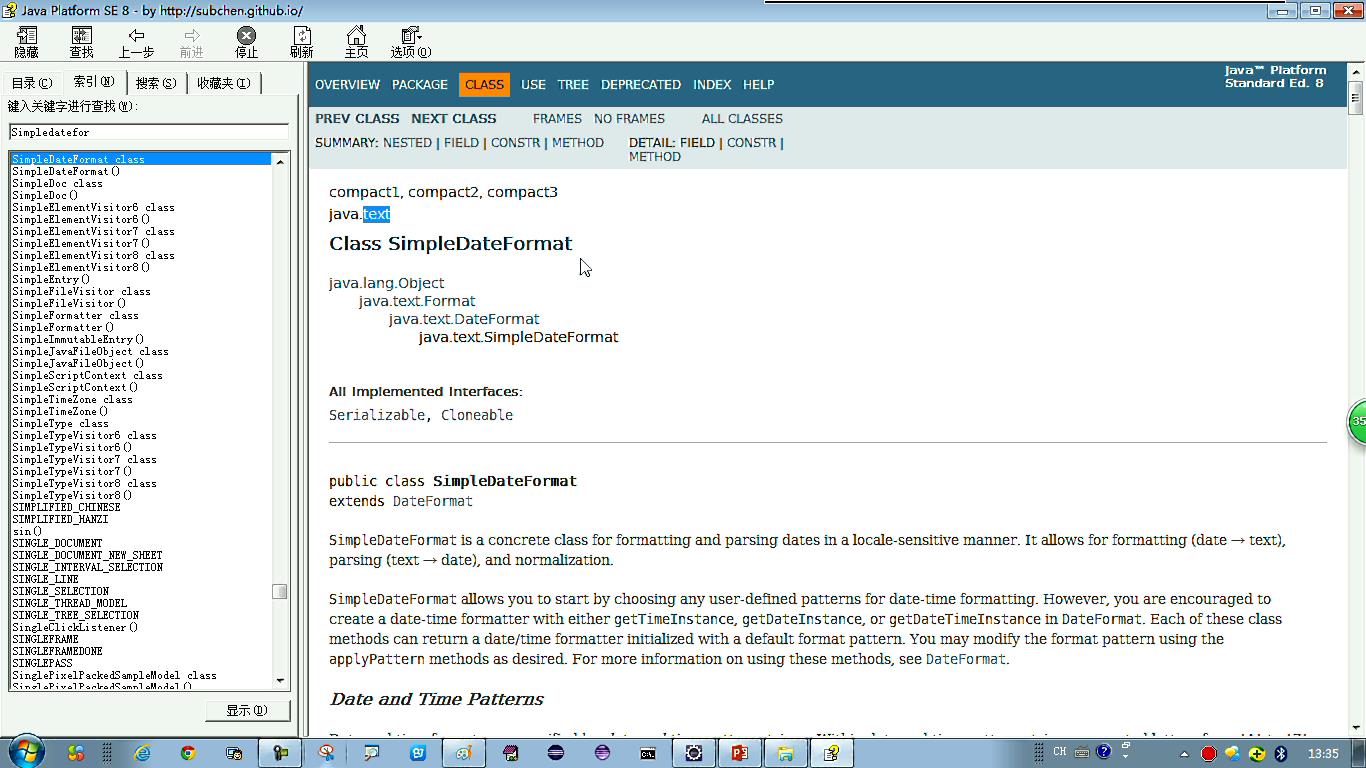 Java Platform SE 8 - by http://subchen.github.io/
隐藏 查找 上一步 前进 停止 刷新 主页 选项(O)
目录(C) 索引(N) 搜索(S) 收藏夹(I)
键入关键字进行查找(W):
Simpledatefor
SimpleDateFormat class
SimpleDateFormat()
SimpleDoc class
SimpleDoc()
SimpleElementVisitor6 class
SimpleElementVisitor6()
SimpleElementVisitor7 class
SimpleElementVisitor7()
SimpleElementVisitor8 class
SimpleElementVisitor8()
SimpleEntry()
SimpleFileVisitor class
SimpleFileVisitor()
SimpleFormatter class
SimpleFormatter()
SimpleImmutableEntry()
SimpleJavaFileObject class
SimpleJavaFileObject()
SimpleScriptContext class
SimpleScriptContext()
SimpleTimeZone class
SimpleTimeZone()
SimpleType class
SimpleTypeVisitor6 class
SimpleTypeVisitor6()
SimpleTypeVisitor7 class
SimpleTypeVisitor7()
SimpleTypeVisitor8 class
SimpleTypeVisitor8()
SIMPLIFIED_CHINESE
SIMPLIFIED_HANZI
sin()
SINGLE_DOCUMENT
SINGLE_DOCUMENT_NEW_SHEET
SINGLE_INTERVAL_SELECTION
SINGLE_LINE
SINGLE_SELECTION
SINGLE_THREAD_MODEL
SINGLE_TREE_SELECTION
SingleClickListener()
SINGLEFRAME
SINGLEFRAMEDONE
SINGLEPASS
SinglePixelPackedSampleModel class
SinglePixelPackedSampleModel()
显示(D)
OVERVIEW PACKAGE CLASS USE TREE DEPRECATED INDEX HELP
Java™ Platform
Standard Ed. 8
PREV CLASS NEXT CLASS FRAMES NO FRAMES ALL CLASSES
SUMMARY: NESTED | FIELD | CONSTR | METHOD DETAIL: FIELD | CONSTR |
METHOD
compact1, compact2, compact3
java.text
Class SimpleDateFormat
java.lang.Object
java.text.Format
java.text.DateFormat
java.text.SimpleDateFormat
All Implemented Interfaces:
Serializable, Cloneable
public class SimpleDateFormat
extends DateFormat
SimpleDateFormat is a concrete class for formatting and parsing dates in a locale-sensitive manner. It allows for formatting (date → text),
parsing (text → date), and normalization.
SimpleDateFormat allows you to start by choosing any user-defined patterns for date-time formatting. However, you are encouraged to
create a date-time formatter with either getTimeInstance, getDateInstance, or getDateTimeInstance in DateFormat. Each of these class
methods can return a date/time formatter initialized with a default format pattern. You may modify the format pattern using the
applyPattern methods as desired. For more information on using these methods, see DateFormat.
Date and Time Patterns
35
CH
13:35